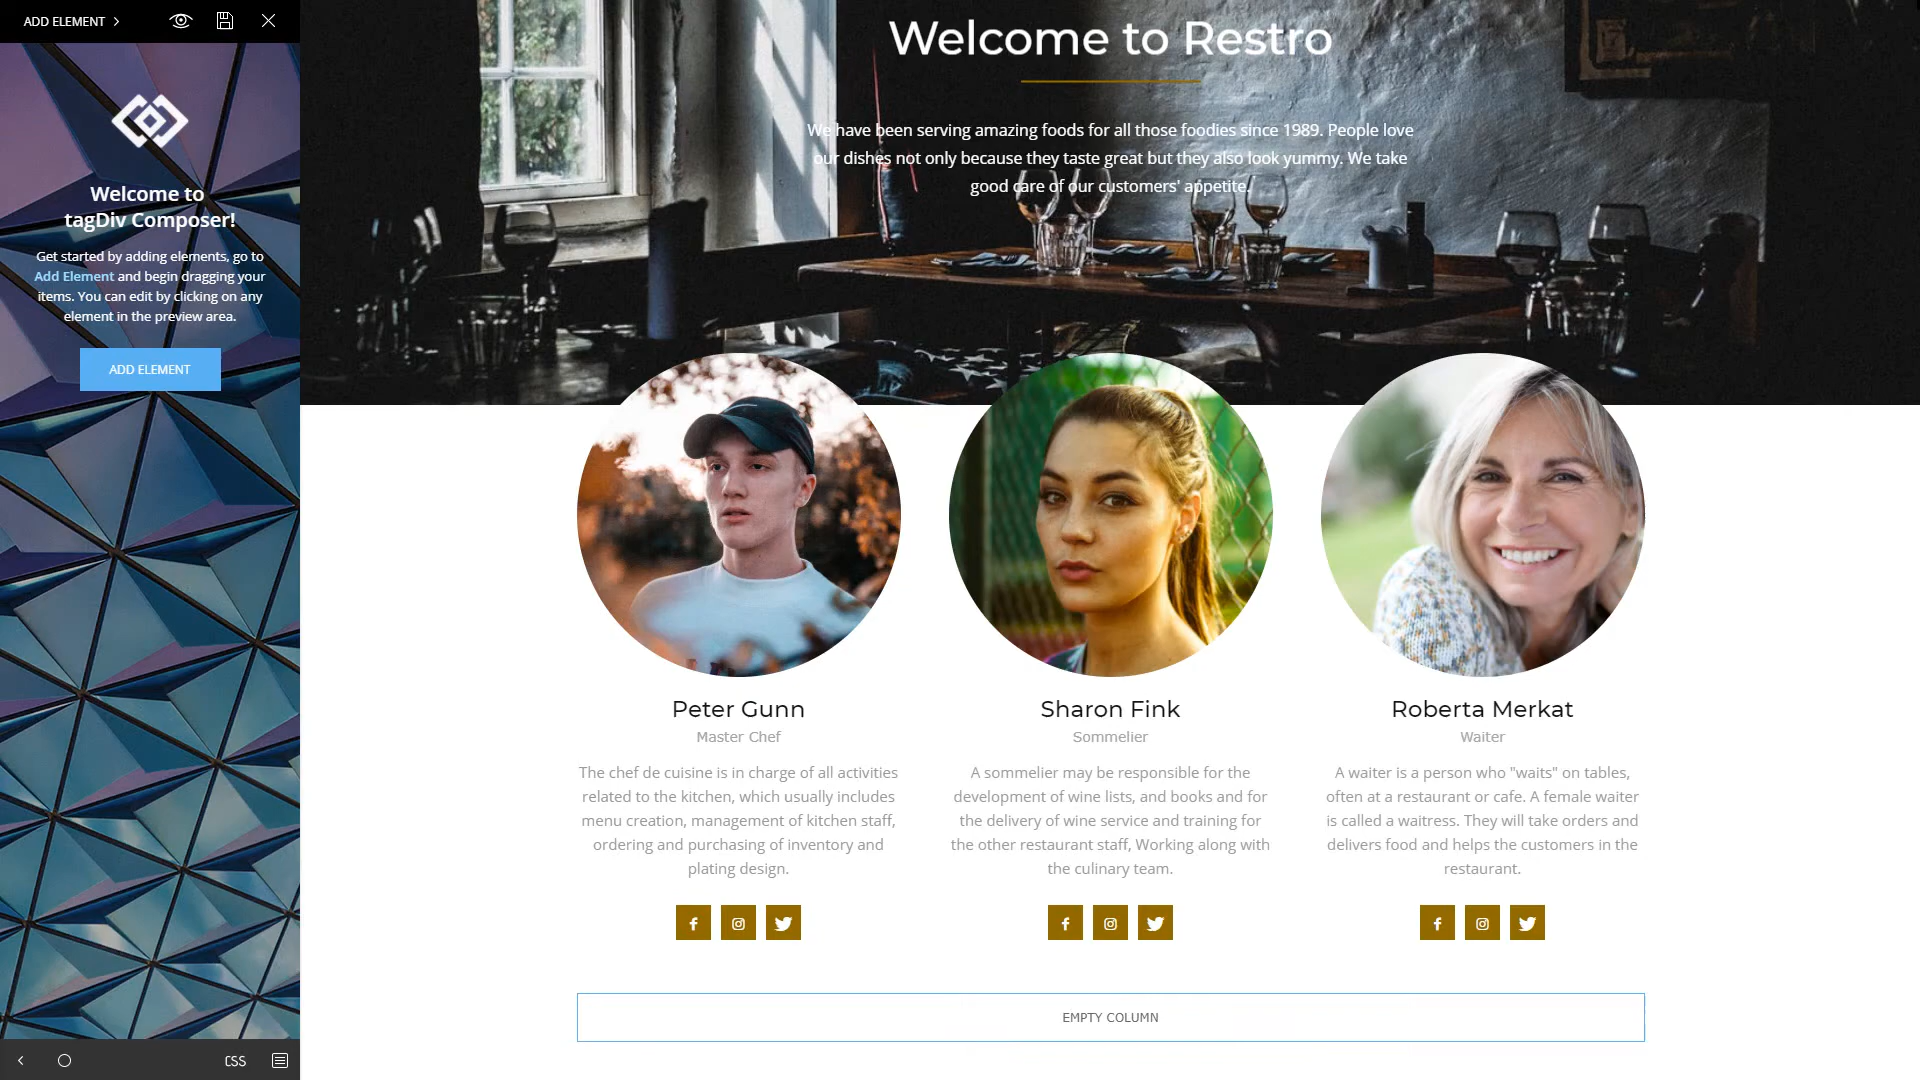 ADD ELEMENT
Welcome to
tagDiv Composer!
Get started by adding elements, go to
Add Element and begin dragging your
items. You can edit by clicking on any
element in the preview area.
ADD ELEMENT
CSS
Welcome to Restro
We have been serving amazing foods for all those foodies since 1989. People love
our dishes not only because they taste great but they also look yummy. We take
good care of our customers' appetite.
Peter Gunn
Master Chef
The chef de cuisine is in charge of all activities
related to the kitchen, which usually includes
menu creation, management of kitchen staff,
ordering and purchasing of inventory and
plating design.
Sharon Fink
Sommelier
A sommelier may be responsible for the
development of wine lists, and books and for
the delivery of wine service and training for
the other restaurant staff, Working along with
the culinary team.
Roberta Merkat
Waiter
A waiter is a person who "waits" on tables,
often at a restaurant or cafe. A female waiter
is called a waitress. They will take orders and
delivers food and helps the customers in the
restaurant.
EMPTY COLUMN